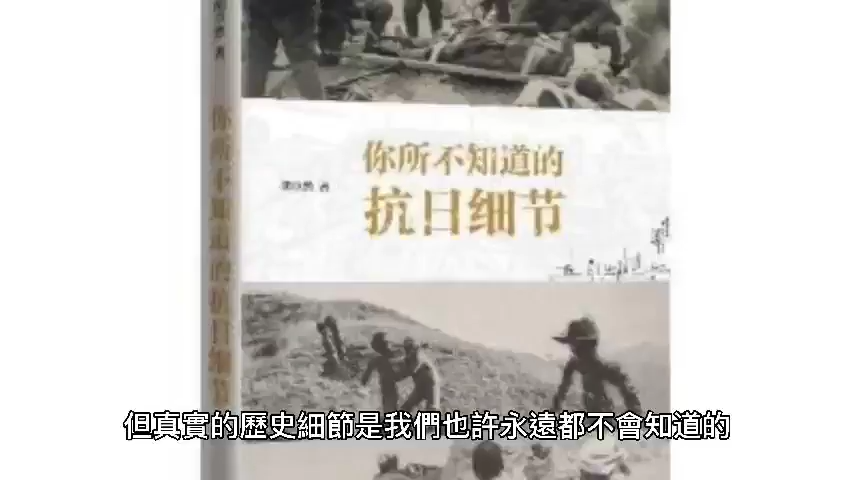 你所不知道的
抗日细节
著
你所不知道的抗日细节
但真實的歷史細節是我們也許永遠都不會知道的